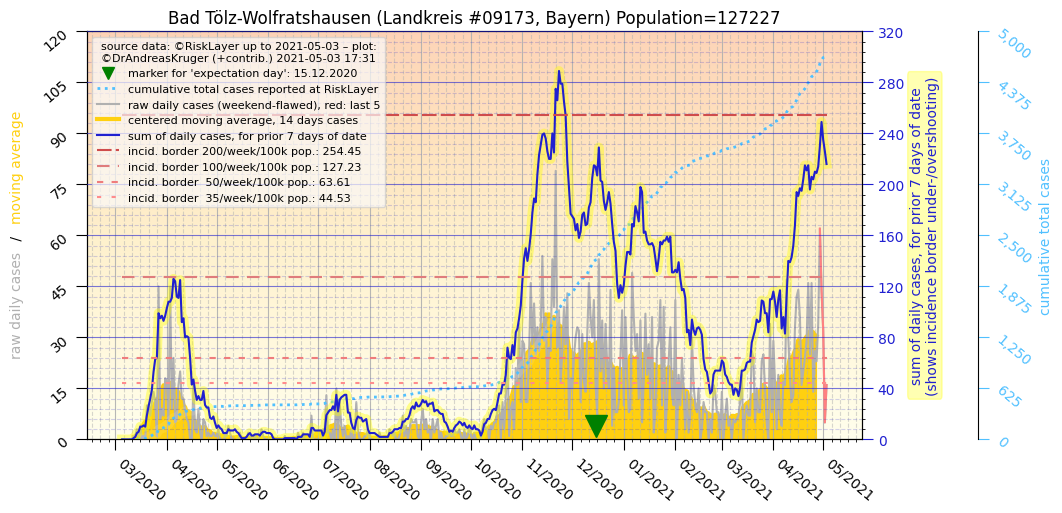 Bad Tölz-Wolfratshausen (Landkreis #09173, Bayern) Population=127227
source data: ©RiskLayer up to 2021-05-03 – plot:
©DrAndreasKruger (+contrib.) 2021-05-03 17:31
marker for 'expectation day': 15.12.2020
cumulative total cases reported at RiskLayer
raw daily cases (weekend-flawed), red: last 5
centered moving average, 14 days cases
sum of daily cases, for prior 7 days of date
incid. border 200/week/100k pop.: 254.45
incid. border 100/week/100k pop.: 127.23
incid. border  50/week/100k pop.: 63.61
incid. border  35/week/100k pop.: 44.53
raw daily cases / moving average
120
105
90
75
60
45
30
15
0
03/2020
04/2020
05/2020
06/2020
07/2020
08/2020
09/2020
10/2020
11/2020
12/2020
01/2021
02/2021
03/2021
04/2021
05/2021
320
280
240
200
160
120
80
40
0
sum of daily cases, for prior 7 days of date
(shows incidence border under-/overshooting)
5,000
4,375
3,750
3,125
2,500
1,875
1,250
625
0
cumulative total cases